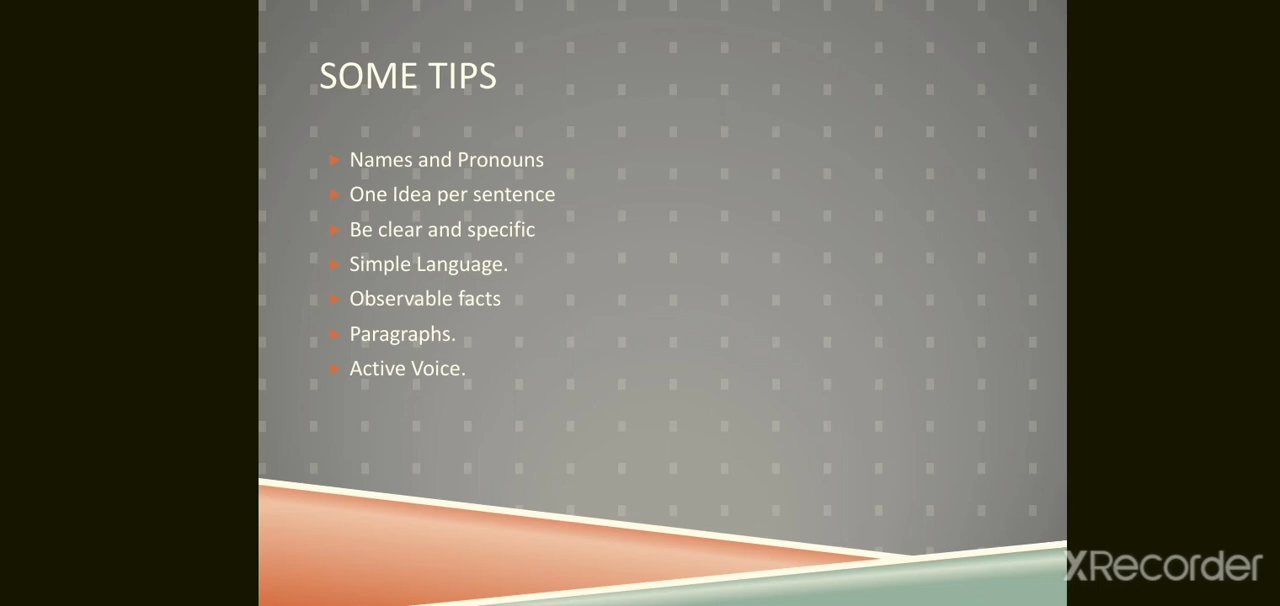 SOME TIPS
Names and Pronouns
One Idea per sentence
Be clear and specific
Simple Language.
Observable facts
Paragraphs.
Active Voice.
XRecorder